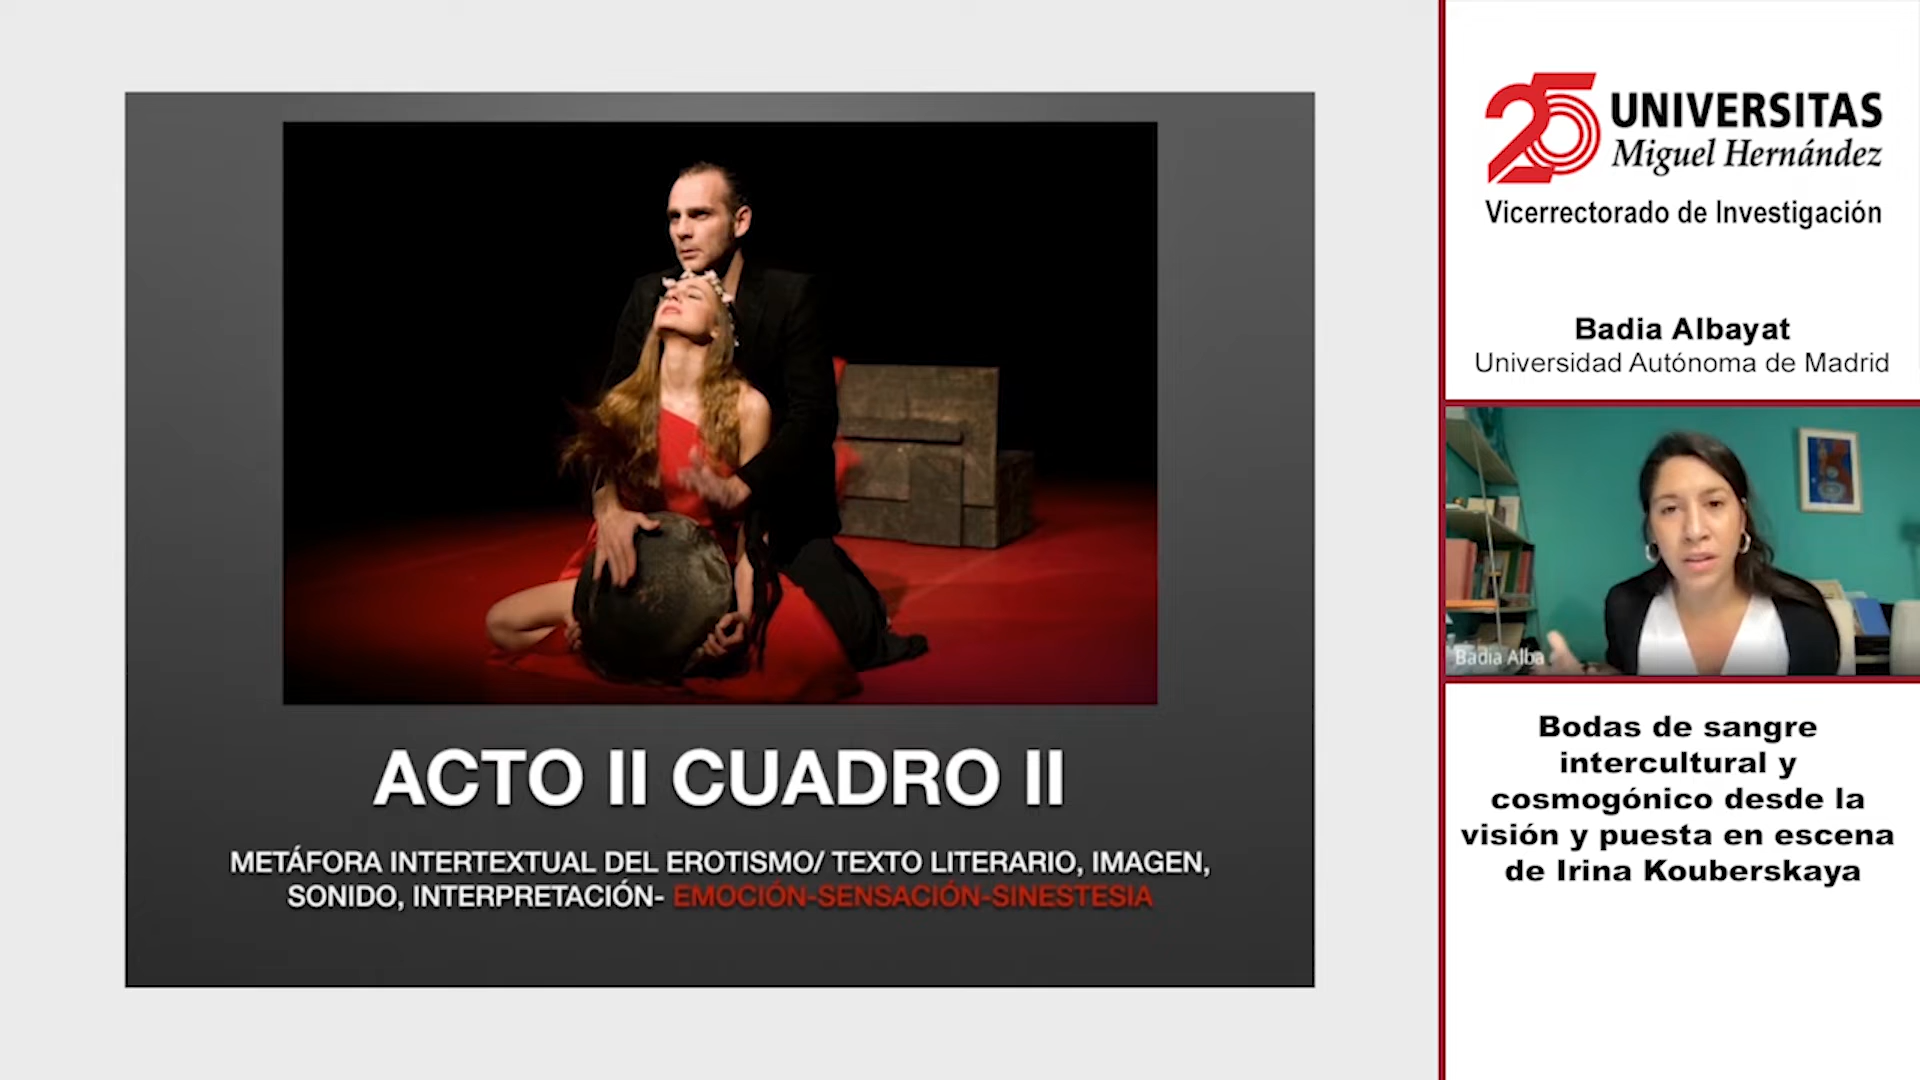 ACTO II CUADRO II
METÁFORA INTERTEXTUAL DEL EROTISMO/ TEXTO LITERARIO, IMAGEN,
SONIDO, INTERPRETACIÓN- EMOCIÓN-SENSACIÓN-SINESTESIA
25 UNIVERSITAS
Miguel Hernández
Vicerrectorado de Investigación
Badia Albayat
Universidad Autónoma de Madrid
Badia Alba
Bodas de sangre
intercultural y
cosmogónico desde la
visión y puesta en escena
de Irina Kouberskaya